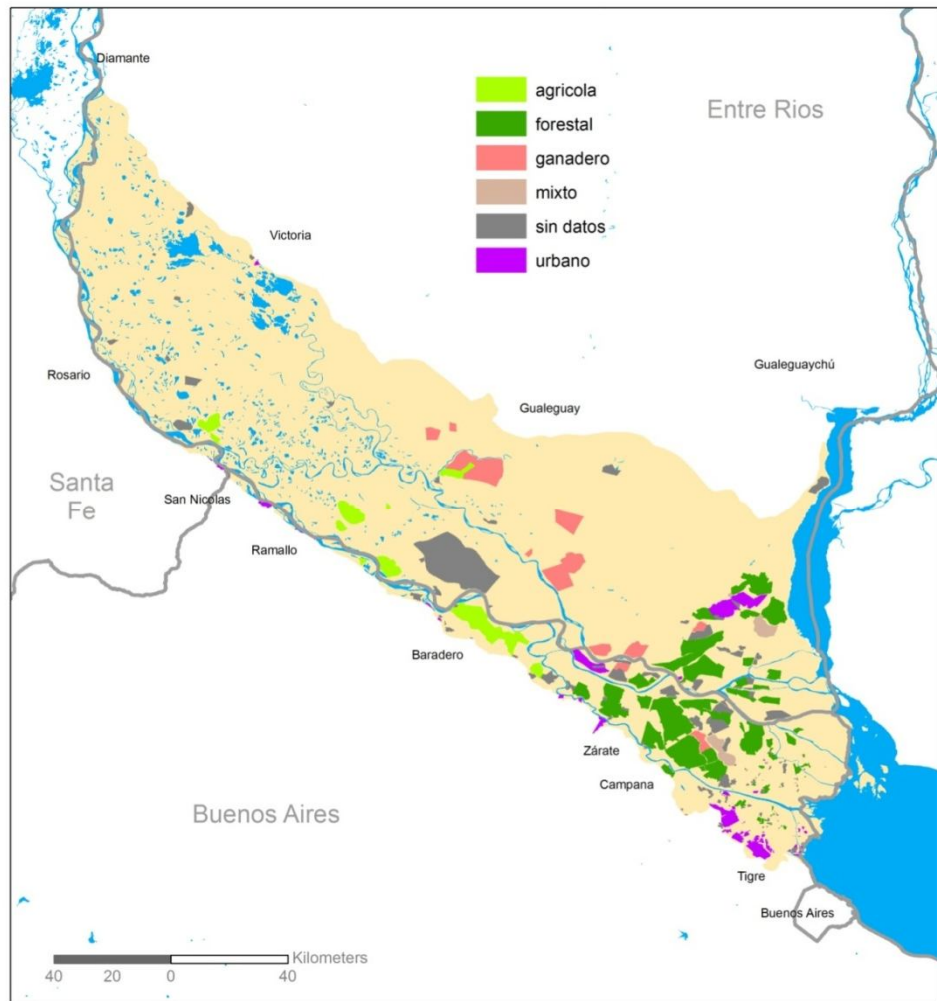 Diamante
Entre Rios
agricola
forestal
ganadero
mixto
sin datos
urbano
Victoria
Gualeguaychú
Rosario
Gualeguay
Santa
Fe
San Nicolas
Ramallo
Baradero
Zárate
Campana
Buenos Aires
Tigre
Buenos Aires
Kilometers
40 0 40